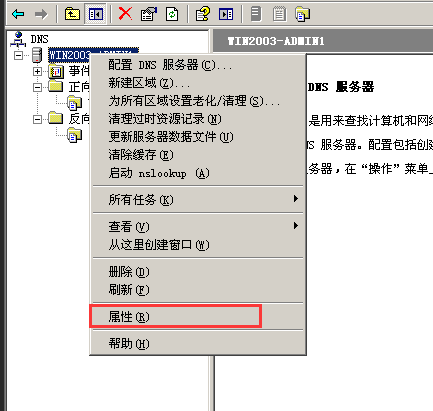 DNS
WIN2003-ADMIN1
WIN2003-ADMIN1
事件
正向
反向
配置 DNS 服务器(C)...
新建区域(Z)...
为所有区域设置老化/清理(S)...
清理过时资源记录(N)
更新服务器数据文件(U)
清除缓存(E)
启动 nslookup (A)
所有任务(K)
查看(V)
从这里创建窗口(W)
删除(D)
刷新(F)
属性(R)
帮助(H)
DNS 服务器
是用来查找计算机和网络
服务器。配置包括创建
务器，在“操作”菜单